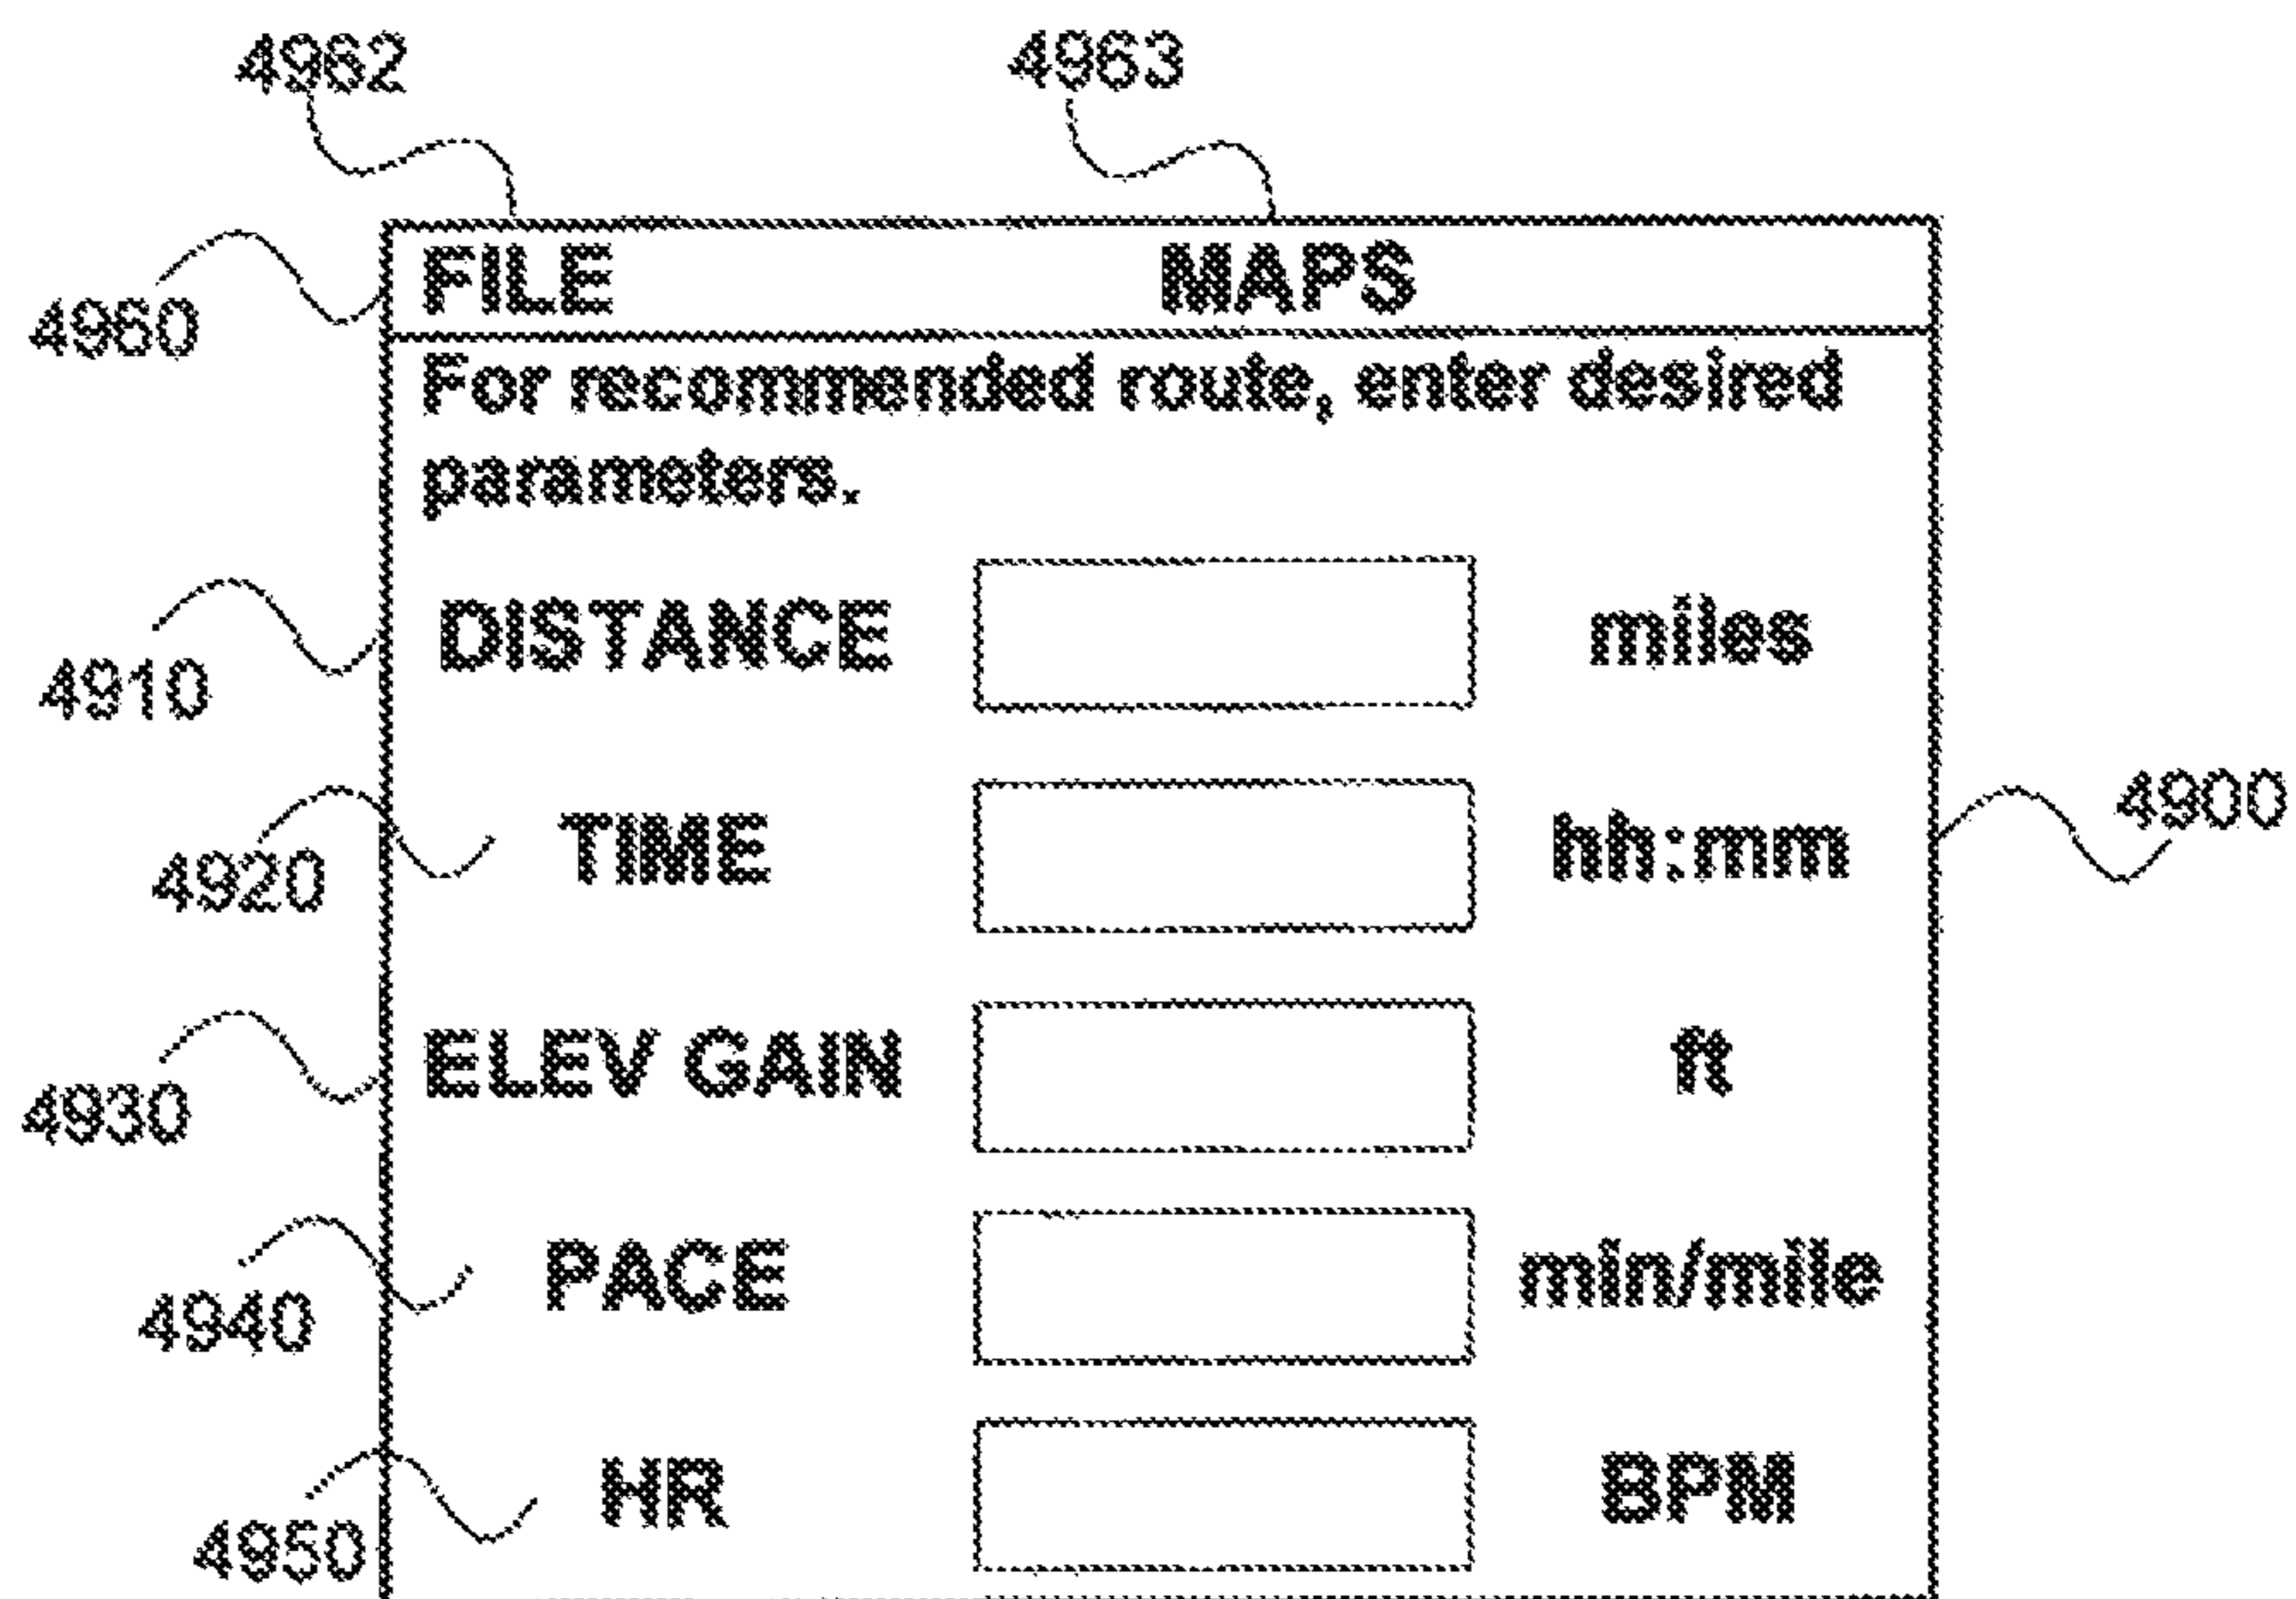 4962 4963
4960 FILE MAPS
For recommended route, enter desired
parameters.
4910 DISTANCE miles
4920 TIME hh:mm 4900
4930 ELEV GAIN ft
4940 PACE min/mile
4950 HR BPM